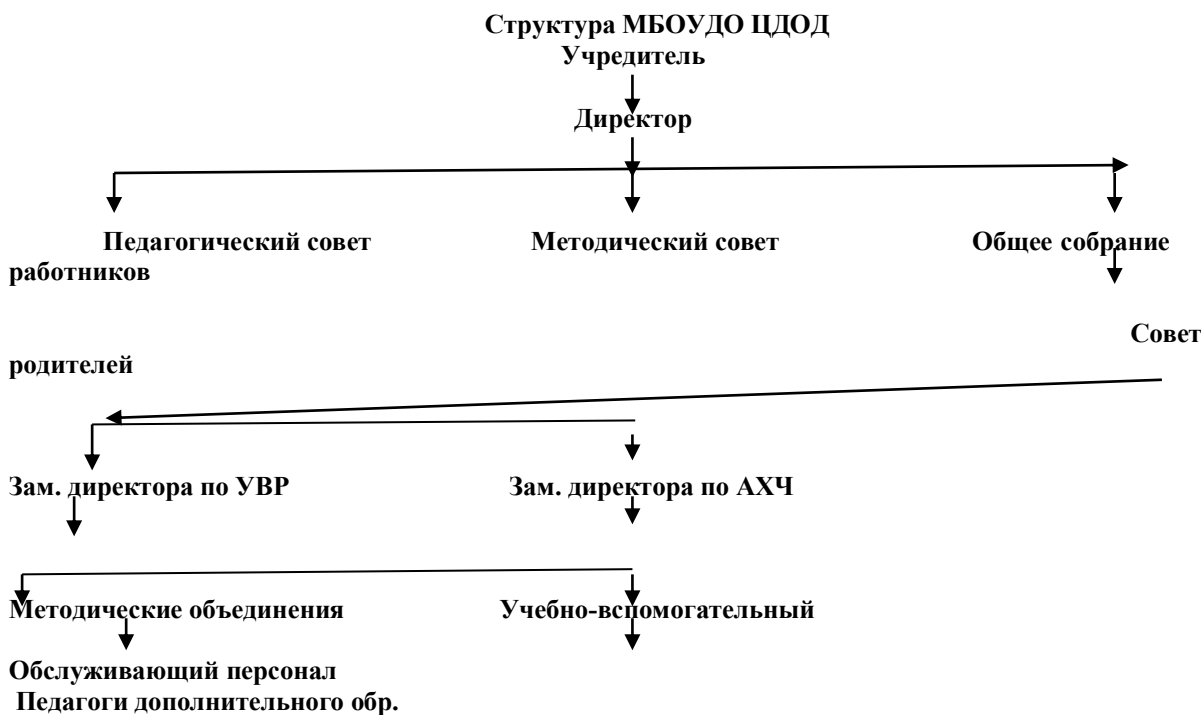 Структура МБОУДО ЦДОД
Учредитель
Директор
Педагогический совет Методический совет Общее собрание
работников
Совет
родителей
Зам. директора по УВР Зам. директора по АХЧ
Методические объединения Учебно-вспомогательный
Обслуживающий персонал
Педагоги дополнительного обр.